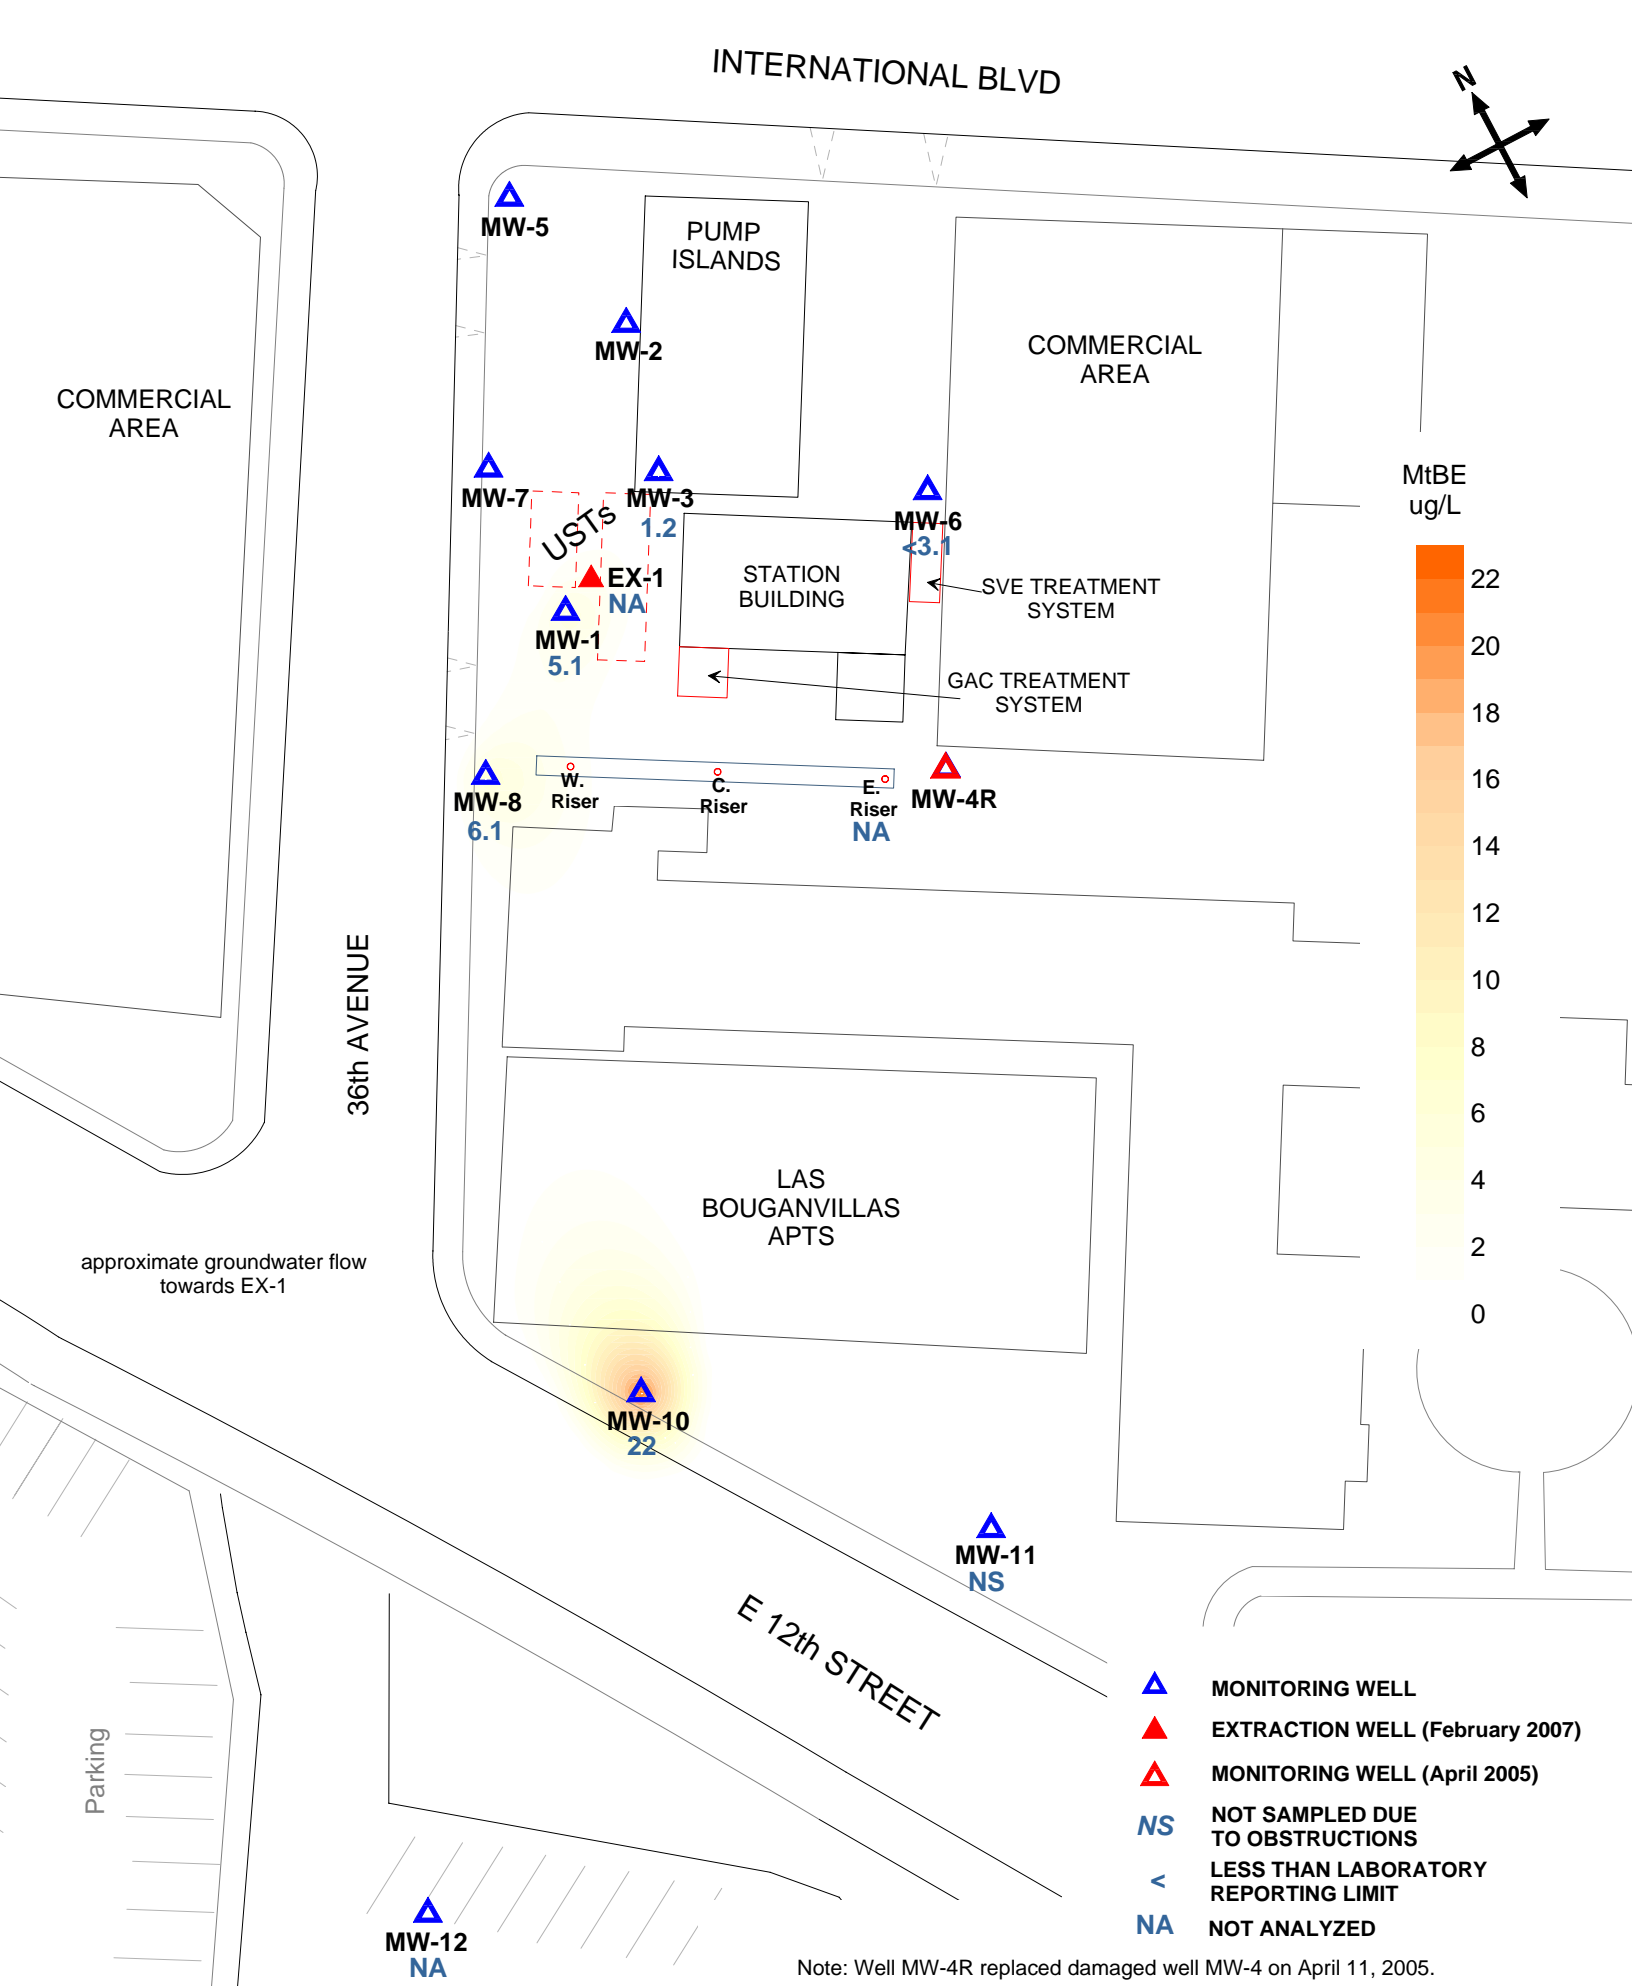 INTERNATIONAL BLVD
N
MW-5
PUMP
ISLANDS
MW-2
COMMERCIAL
AREA
COMMERCIAL
AREA
MW-7
MW-3
1.2
USTs
MW-6
<3.1
EX-1
NA
STATION
BUILDING
SVE TREATMENT
SYSTEM
MW-1
5.1
GAC TREATMENT
SYSTEM
MW-8
6.1
W.
Riser
C.
Riser
E.
Riser
NA
MW-4R
MtBE
ug/L
22
20
18
16
14
12
10
8
6
4
2
0
36th AVENUE
LAS
BOUGANVILLAS
APTS
approximate groundwater flow
towards EX-1
MW-10
22
MW-11
NS
E 12th STREET
Parking
MW-12
NA
MONITORING WELL
EXTRACTION WELL (February 2007)
MONITORING WELL (April 2005)
NS NOT SAMPLED DUE
TO OBSTRUCTIONS
< LESS THAN LABORATORY
REPORTING LIMIT
NA NOT ANALYZED
Note: Well MW-4R replaced damaged well MW-4 on April 11, 2005.